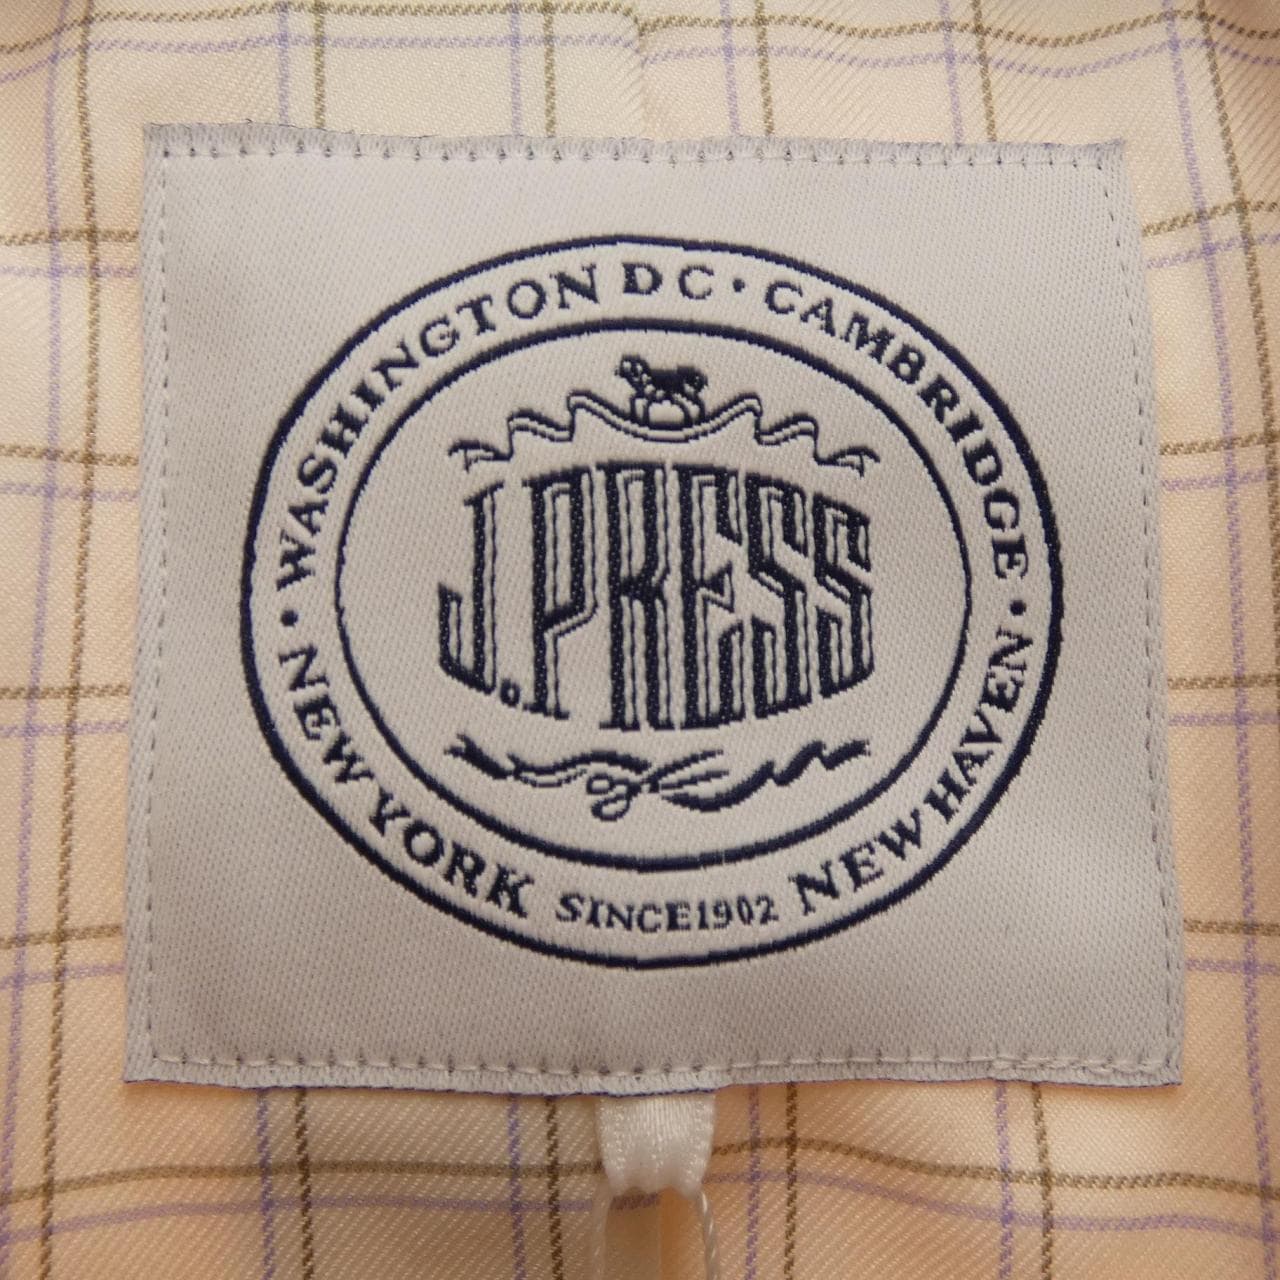 WASHINGTON DC · CAMBRIDGE ·
J.PRESS
· NEW YORK SINCE1902 NEW HAVEN